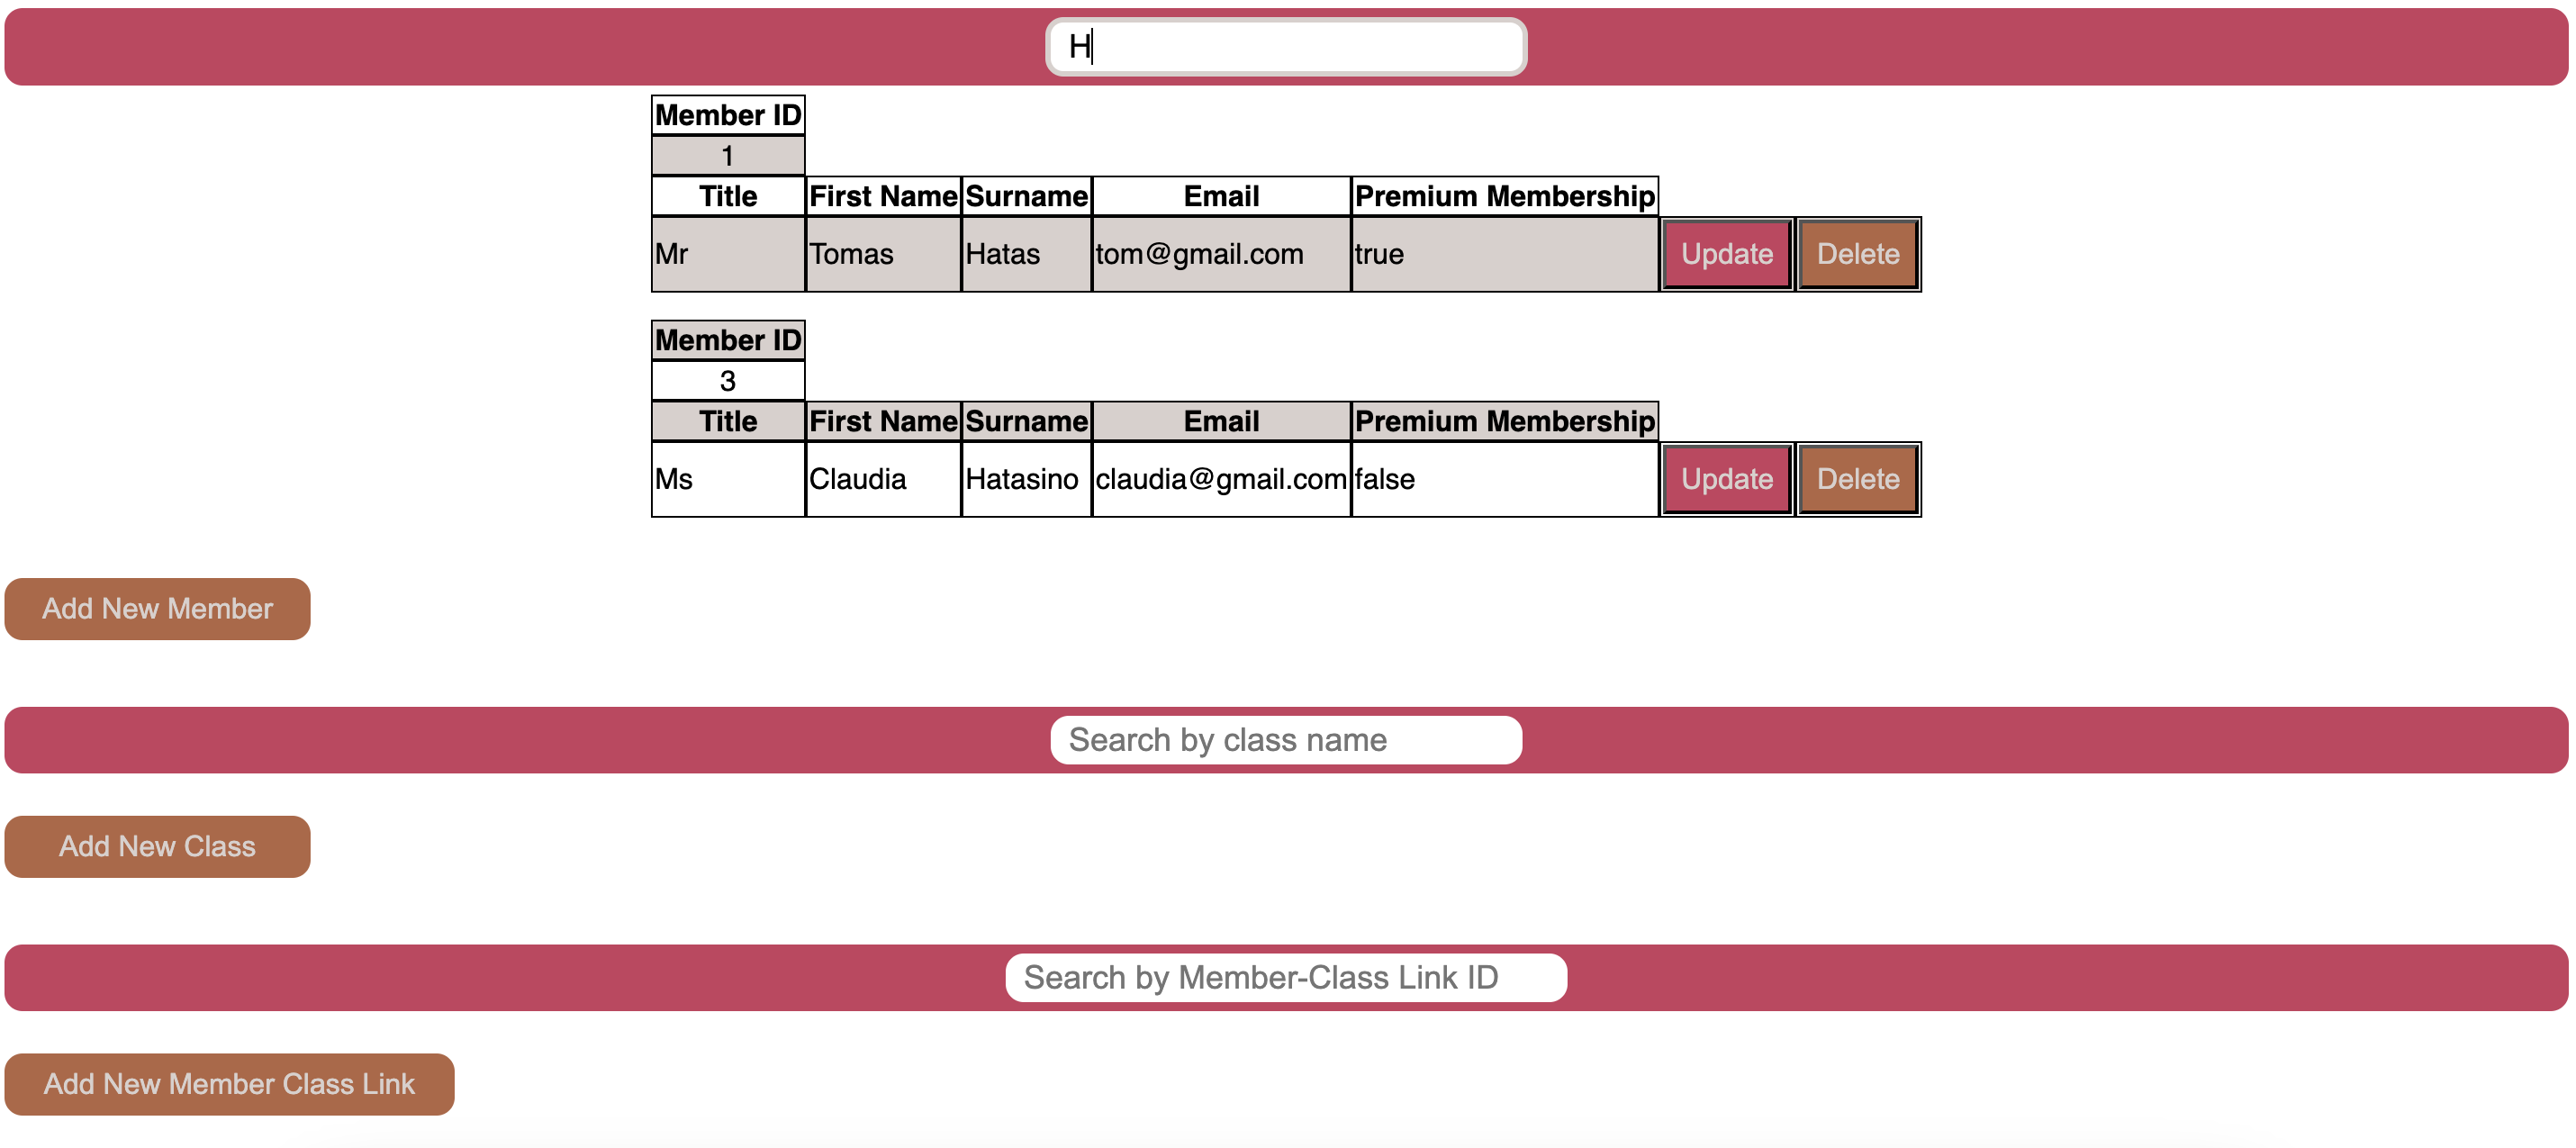 H
Member ID
1
Title First Name Surname Email Premium Membership
Mr Tomas Hatas tom@gmail.com true Update Delete
Member ID
3
Title First Name Surname Email Premium Membership
Ms Claudia Hatasino claudia@gmail.com false Update Delete
Add New Member
Search by class name
Add New Class
Search by Member-Class Link ID
Add New Member Class Link